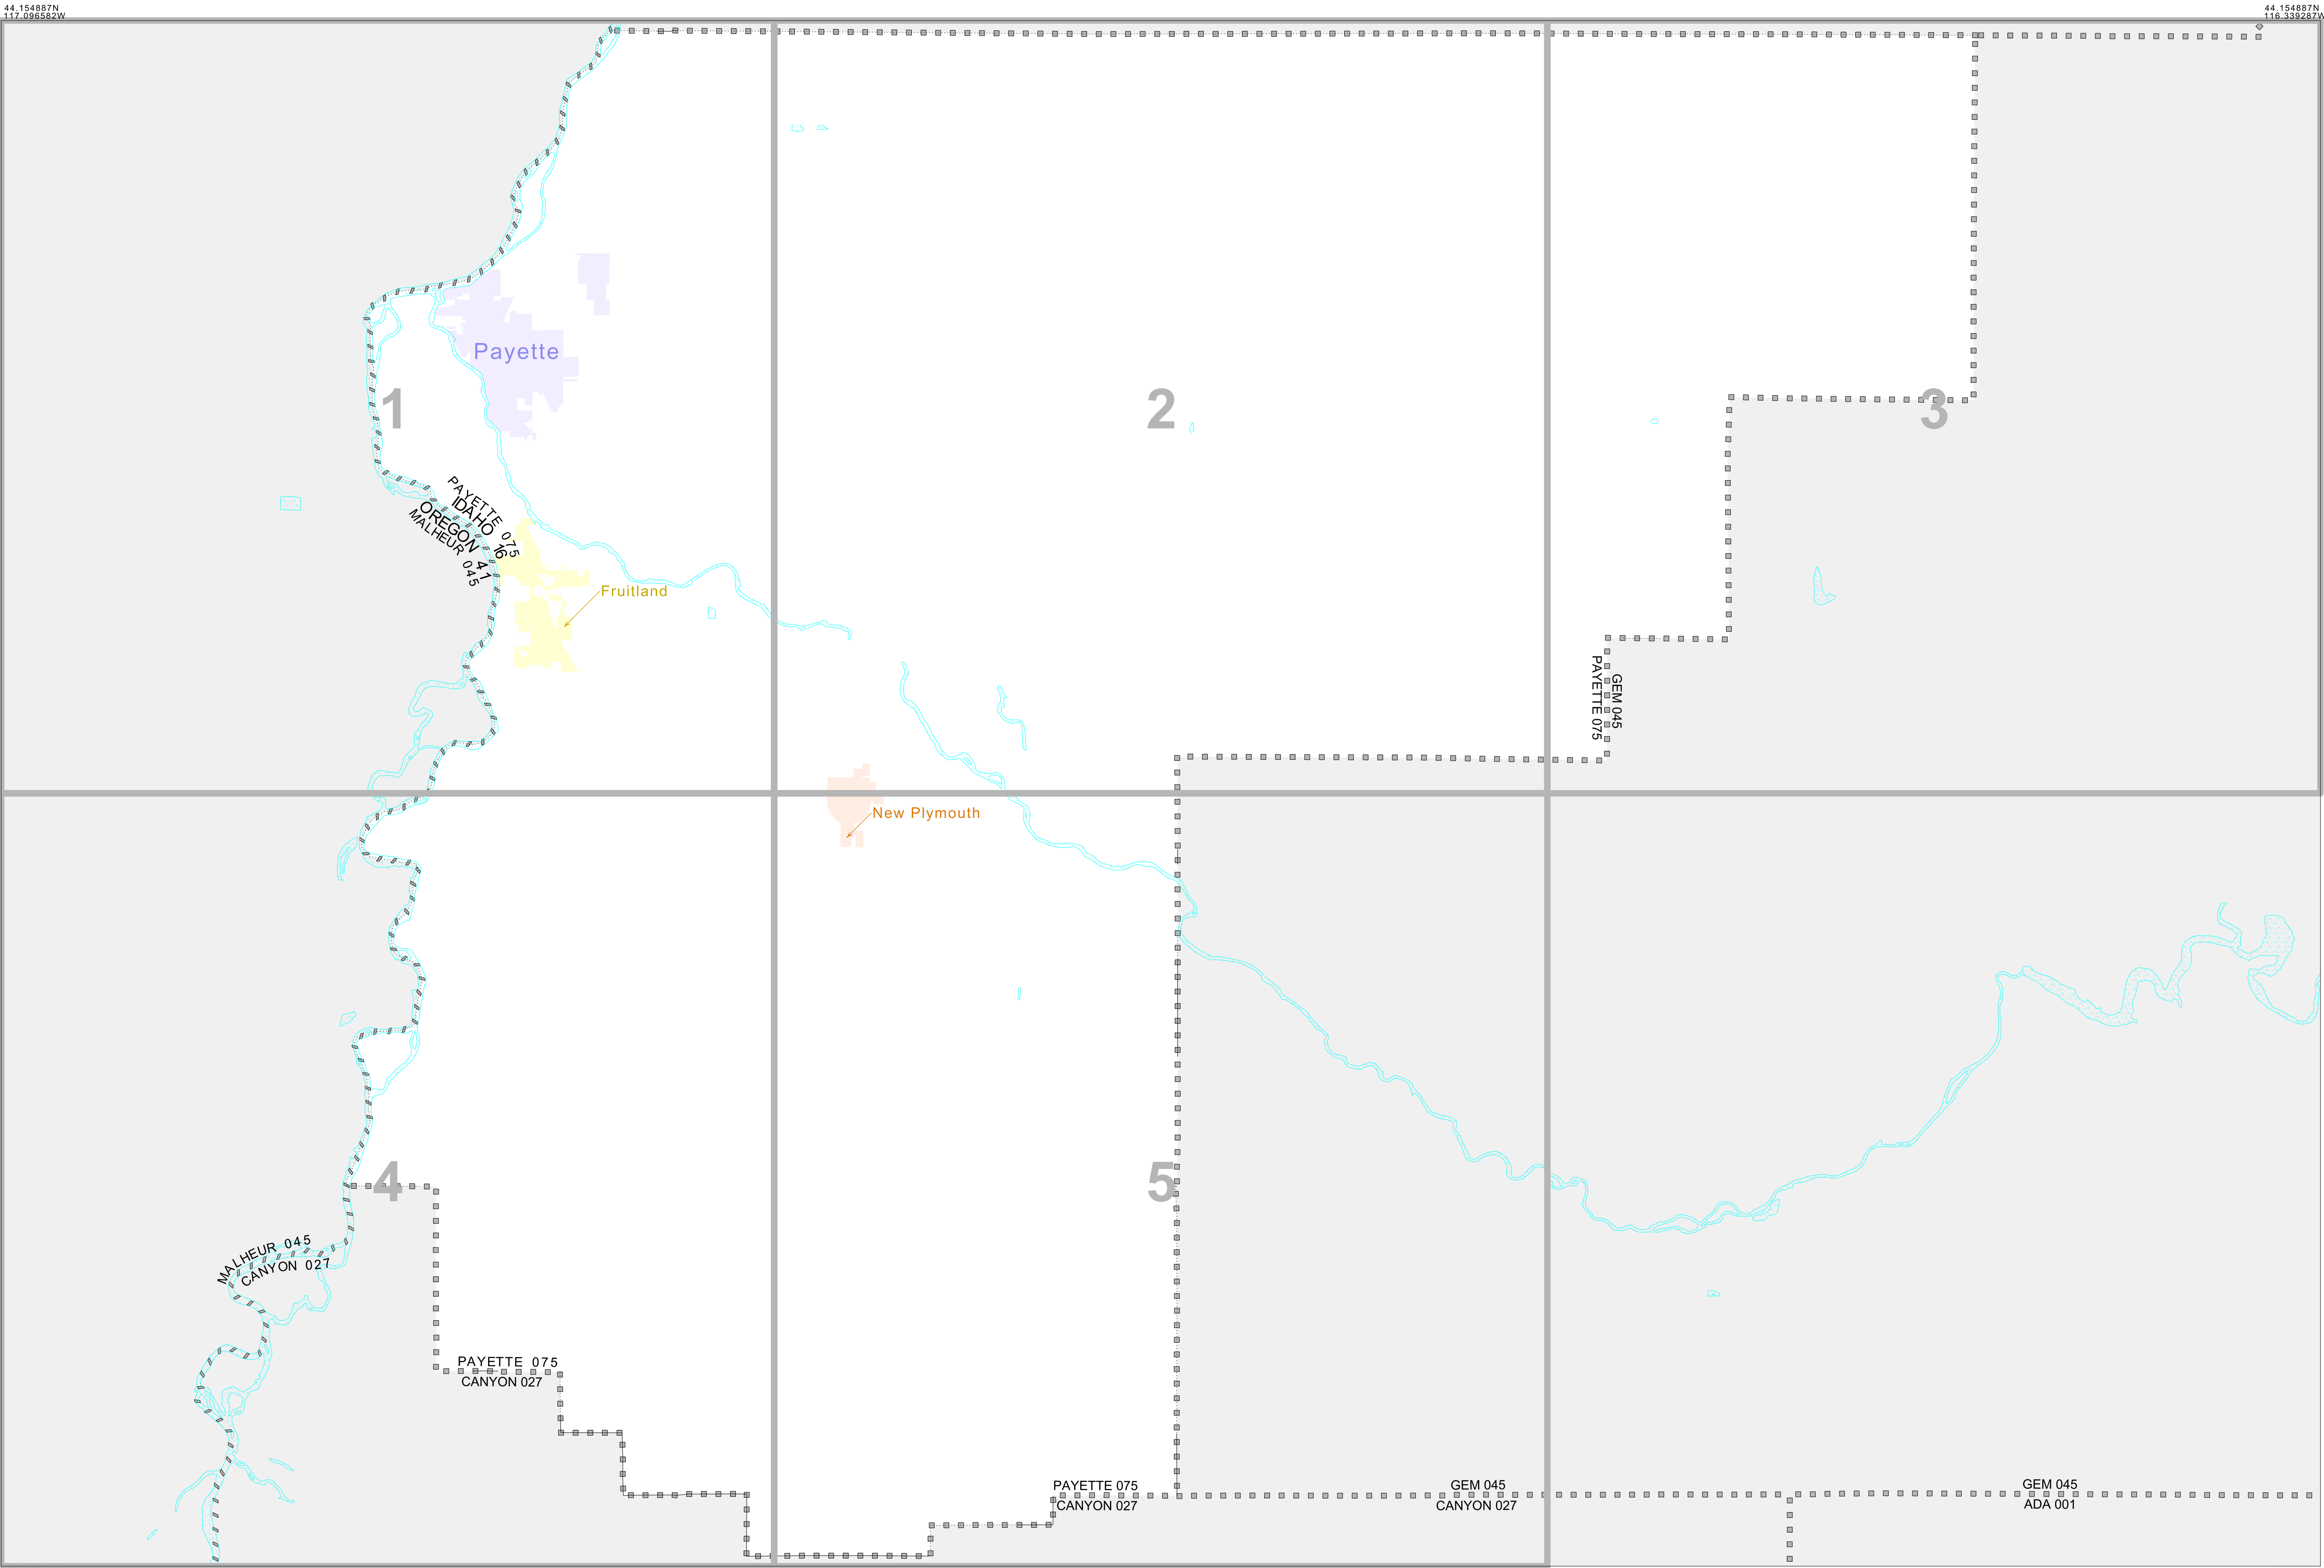 44.154887N
117.096582W
44.154887N
116.339287W
Payette
1
2
3
PAYETTE 075
IDAHO 16
OREGON 41
MALHEUR 045
Fruitland
PAYETTE 075
GEM 045
New Plymouth
4
5
MALHEUR 045
CANYON 027
PAYETTE 075
CANYON 027
PAYETTE 075
CANYON 027
GEM 045
CANYON 027
GEM 045
ADA 001